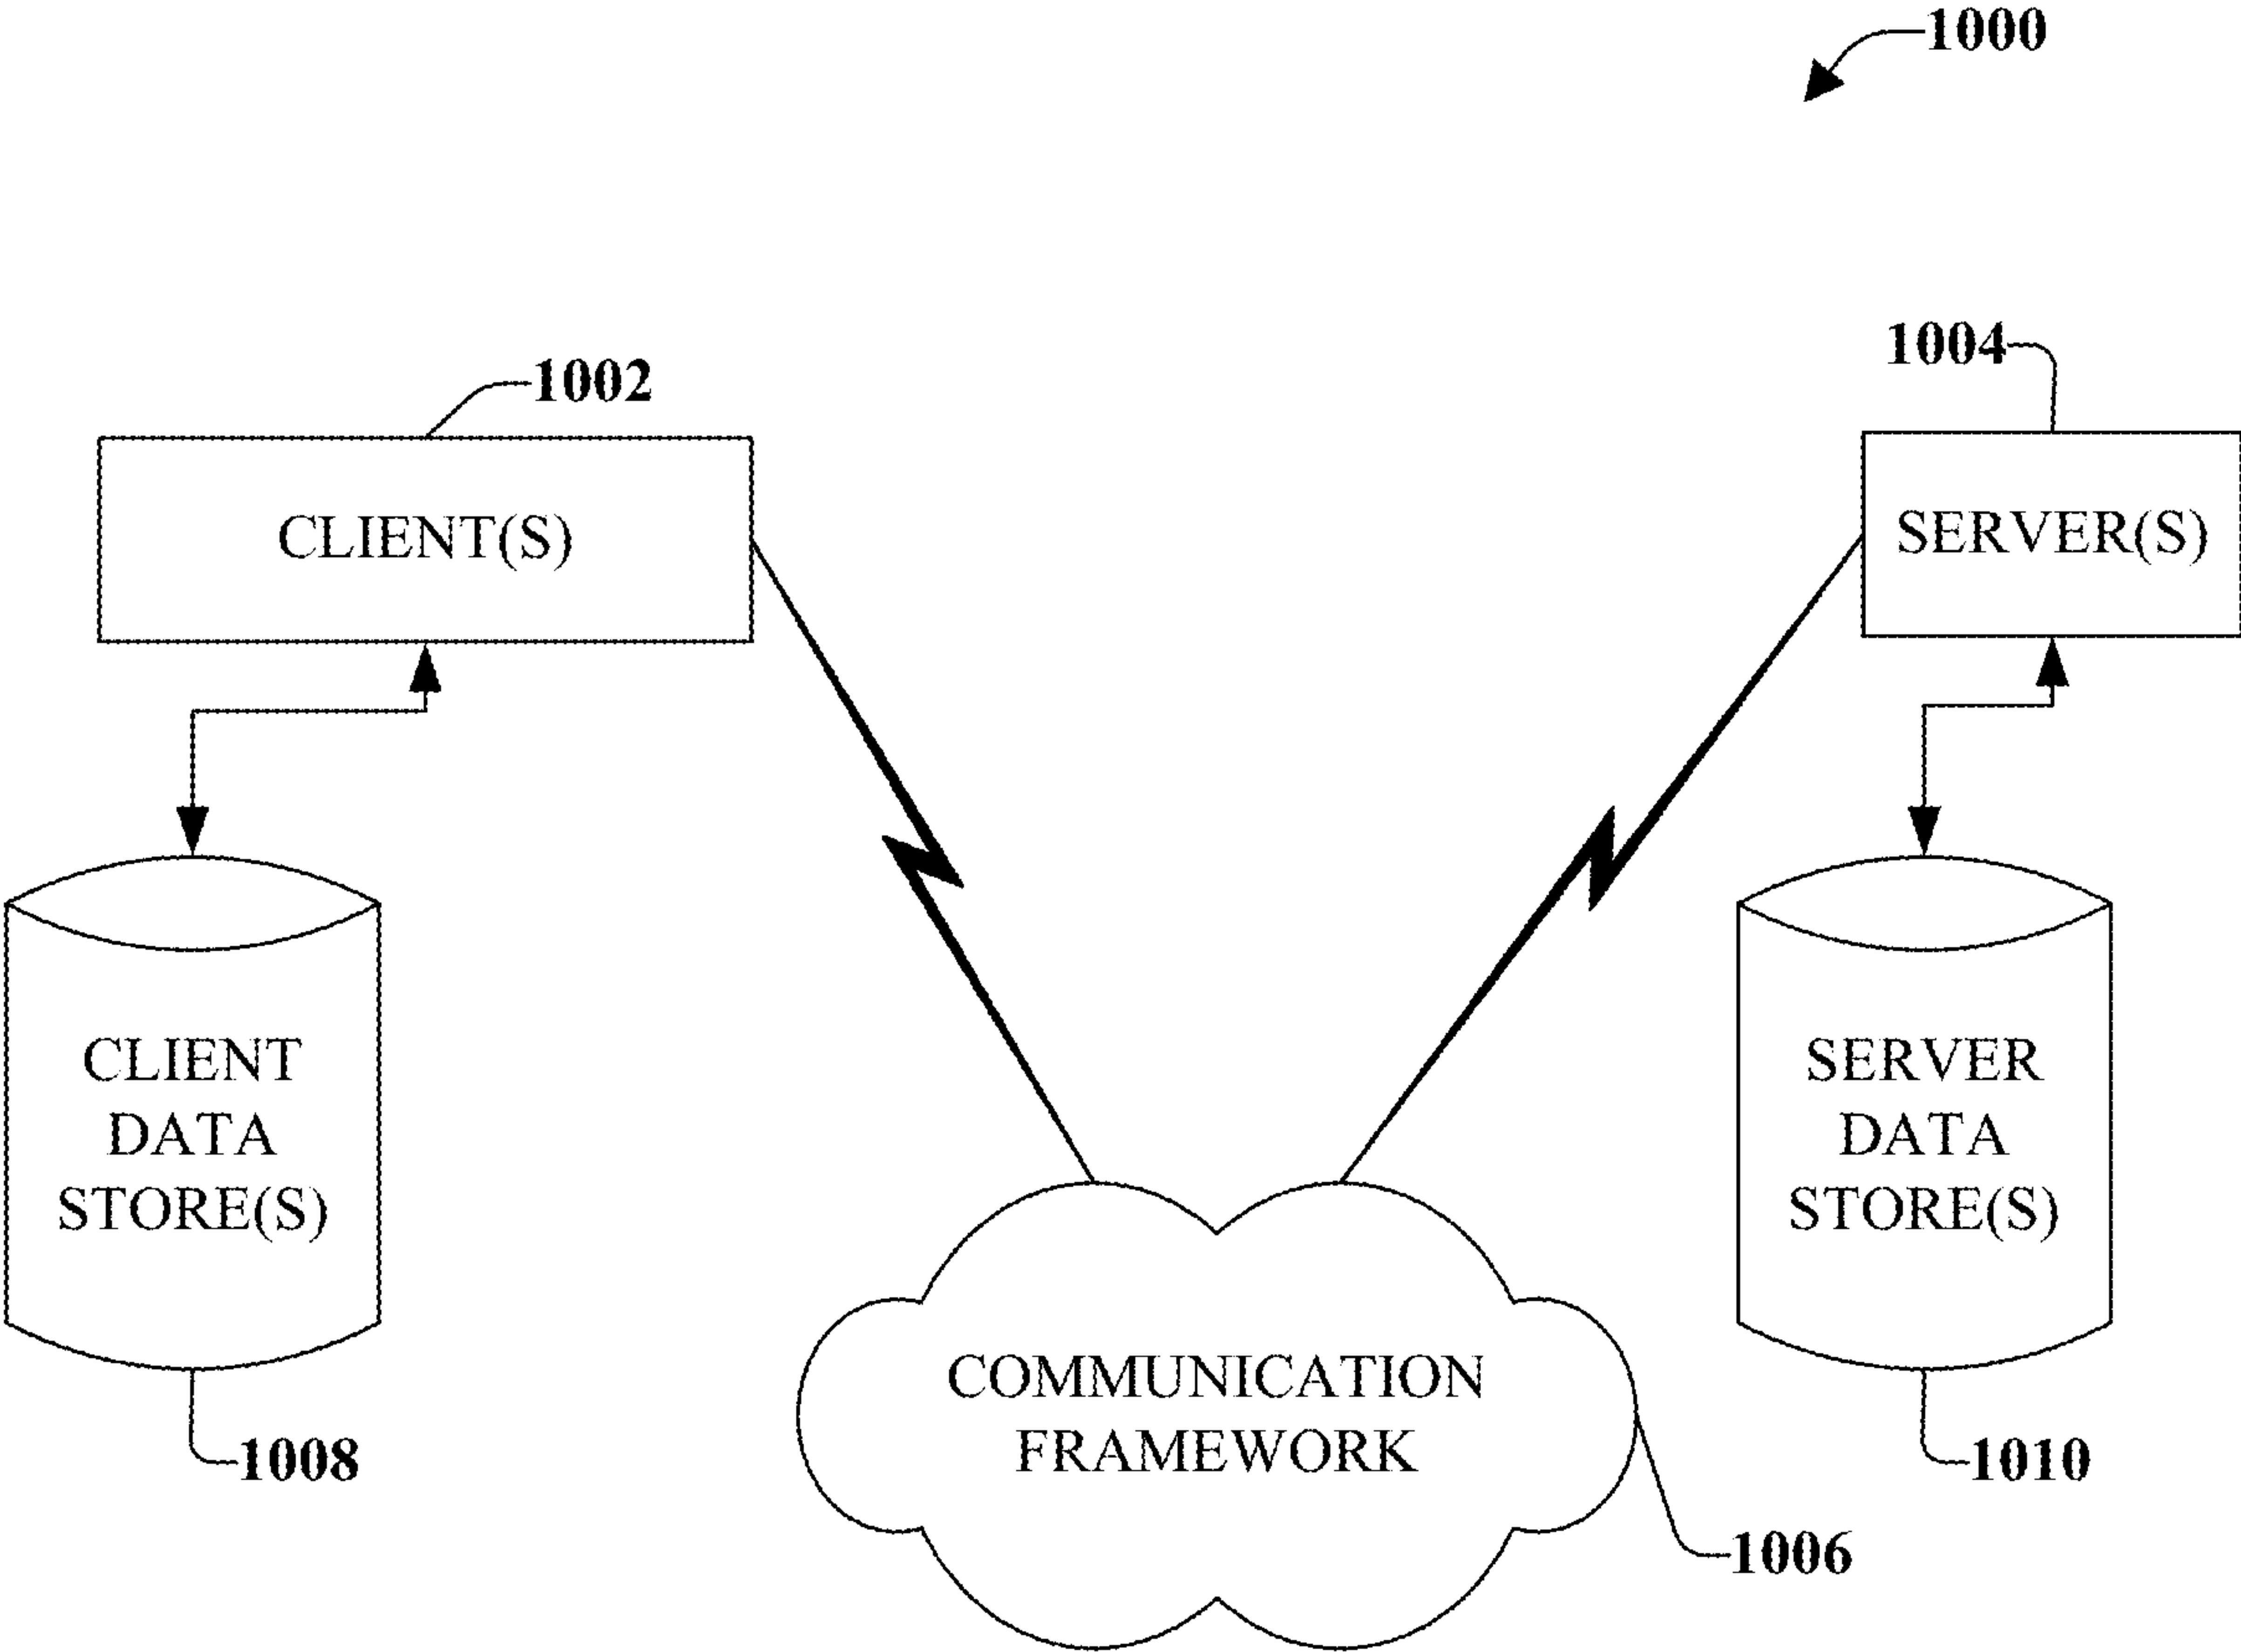 1000
1002
1004
CLIENT(S)
SERVER(S)
CLIENT
DATA
STORE(S)
SERVER
DATA
STORE(S)
COMMUNICATION
FRAMEWORK
1008
1010
1006